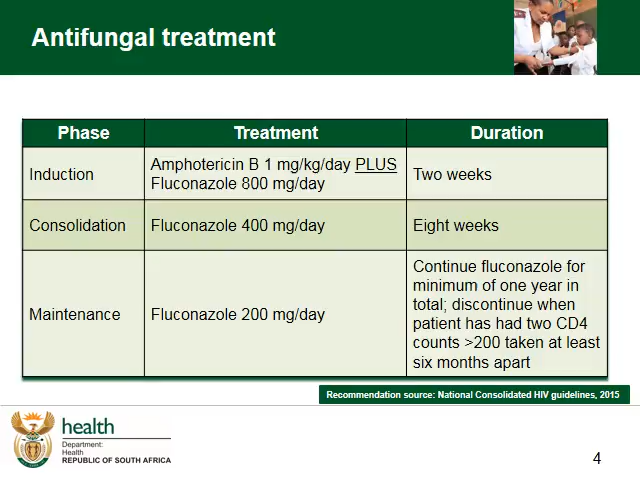 Antifungal treatment
Phase Treatment Duration
Induction
Amphotericin B 1 mg/kg/day PLUS
Fluconazole 800 mg/day
Two weeks
Consolidation
Fluconazole 400 mg/day
Eight weeks
Maintenance
Fluconazole 200 mg/day
Continue fluconazole for
minimum of one year in
total; discontinue when
patient has had two CD4
counts >200 taken at least
six months apart
Recommendation source: National Consolidated HIV guidelines, 2015
health
Department:
Health
REPUBLIC OF SOUTH AFRICA
4